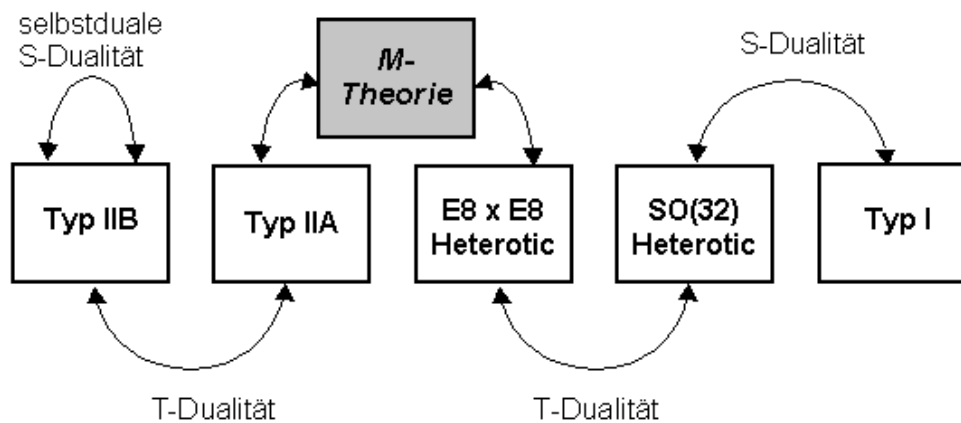 selbstduale
S-Dualität
M-
Theorie
S-Dualität
Typ IIB
Typ IIA
E8 x E8
Heterotic
SO(32)
Heterotic
Typ I
T-Dualität
T-Dualität